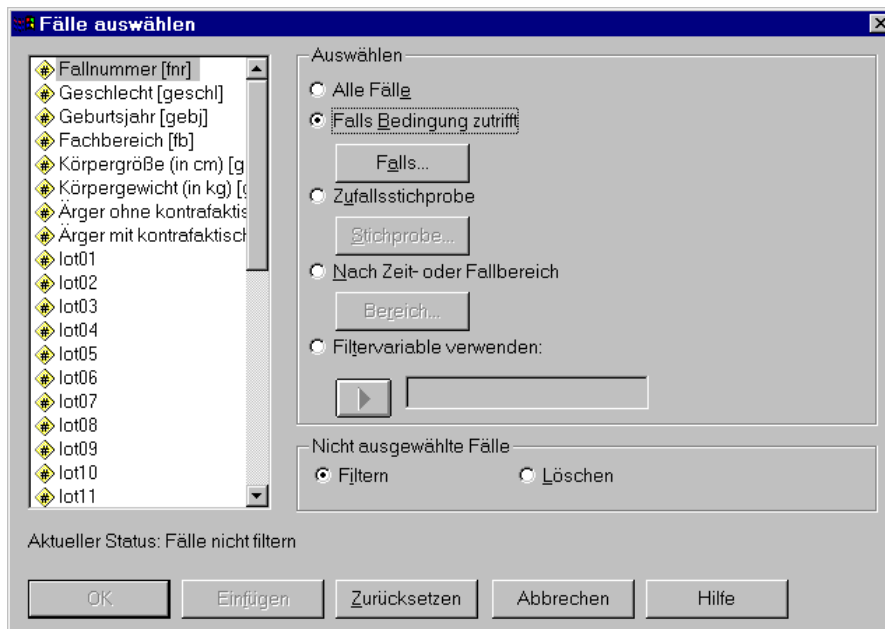 Fälle auswählen
Fallnummer [fnr]
Geschlecht [geschl]
Geburtsjahr [gebj]
Fachbereich [fb]
Körpergröße (in cm) [g
Körpergewicht (in kg) [g
Ärger ohne kontrafaktis
Ärger mit kontrafaktisch
lot01
lot02
lot03
lot04
lot05
lot06
lot07
lot08
lot09
lot10
lot11
Auswählen
Alle Fälle
Falls Bedingung zutrifft
Falls...
Zufallsstichprobe
Stichprobe...
Nach Zeit- oder Fallbereich
Bereich...
Filtervariable verwenden:
Nicht ausgewählte Fälle
Filtern
Löschen
Aktueller Status: Fälle nicht filtern
OK
Einfügen
Zurücksetzen
Abbrechen
Hilfe